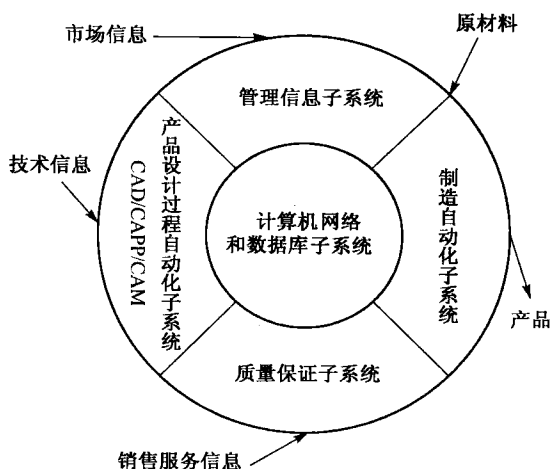 市场信息
原材料
管理信息子系统
技术信息
产品设计过程自动化子系统
CAD/CAPP/CAM
计算机网络
和数据库子系统
制造自动化子系统
产品
质量保证子系统
销售服务信息